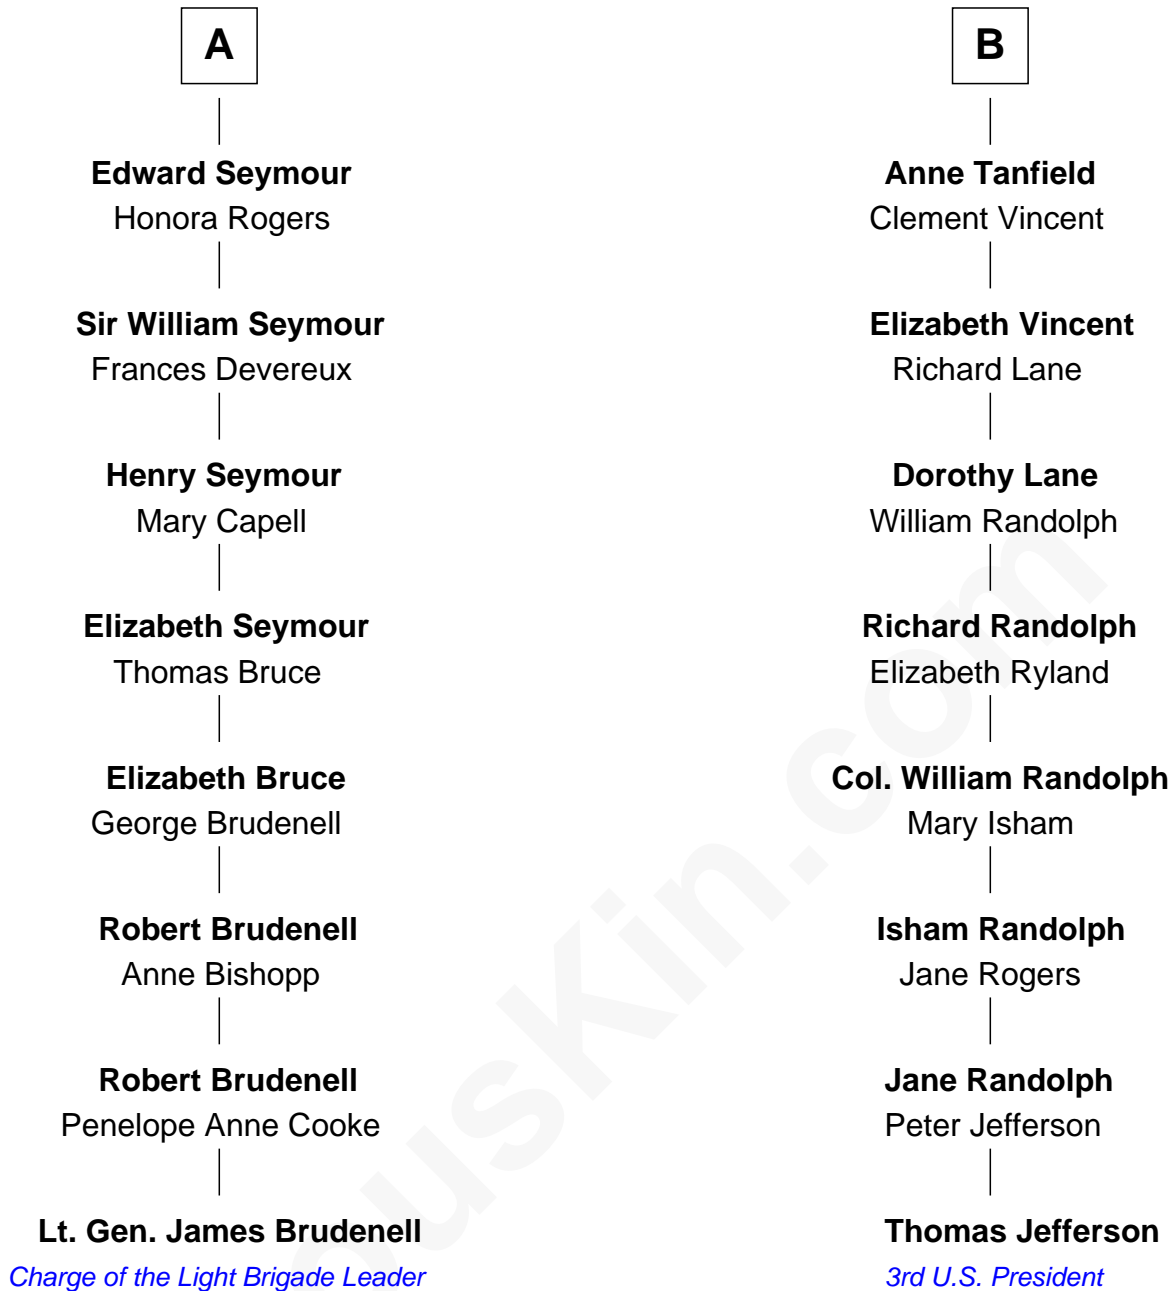 A
Edward Seymour
Honora Rogers
Sir William Seymour
Frances Devereux
Henry Seymour
Mary Capell
Elizabeth Seymour
Thomas Bruce
Elizabeth Bruce
George Brudenell
Robert Brudenell
Anne Bishopp
Robert Brudenell
Penelope Anne Cooke
Lt. Gen. James Brudenell
Charge of the Light Brigade Leader
B
Anne Tanfield
Clement Vincent
Elizabeth Vincent
Richard Lane
Dorothy Lane
William Randolph
Richard Randolph
Elizabeth Ryland
Col. William Randolph
Mary Isham
Isham Randolph
Jane Rogers
Jane Randolph
Peter Jefferson
Thomas Jefferson
3rd U.S. President
usKin.com